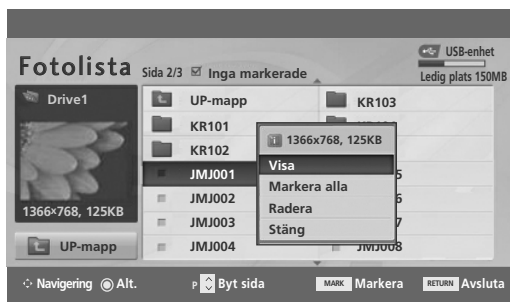 USB-enhet
Fotolista Sida 2/3 Inga markerade
Ledig plats 150MB
Drive1
UP-mapp KR103
KR101
KR102
1366x768, 125KB
JMJ001
Visa
JMJ002
Markera alla
JMJ003
Radera
JMJ004
Stäng
JMJ008
1366×768, 125KB
UP-mapp
Navigering Alt. P Byt sida MARK Markera RETURN Avsluta